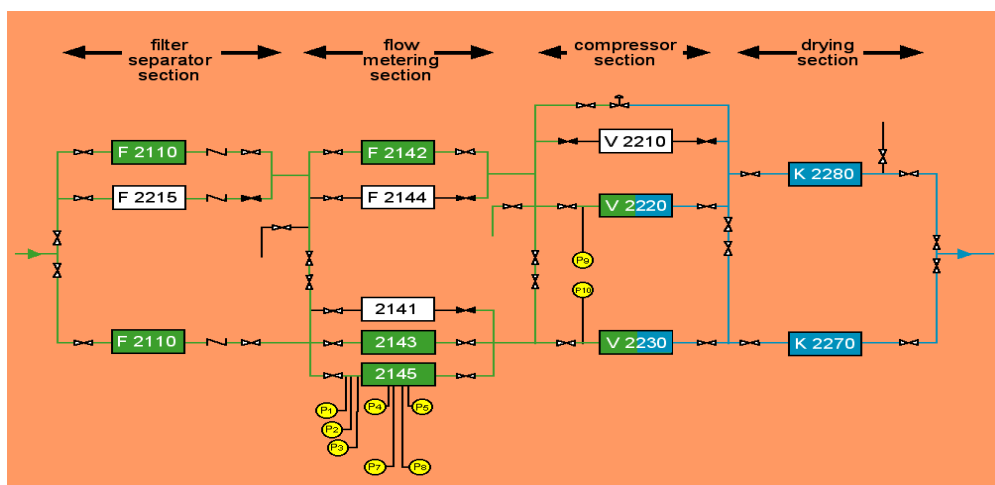 filter
separator
section
flow
metering
section
compressor
section
drying
section
F 2110
F 2142
V 2210
K 2280
F 2215
F 2144
V 2220
P9
P10
2141
F 2110
2143
V 2230
K 2270
2145
P1
P4
P5
P2
P3
P7
P8